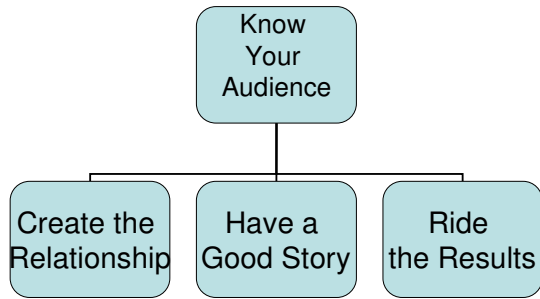 Know
Your
Audience
Create the
Relationship
Have a
Good Story
Ride
the Results